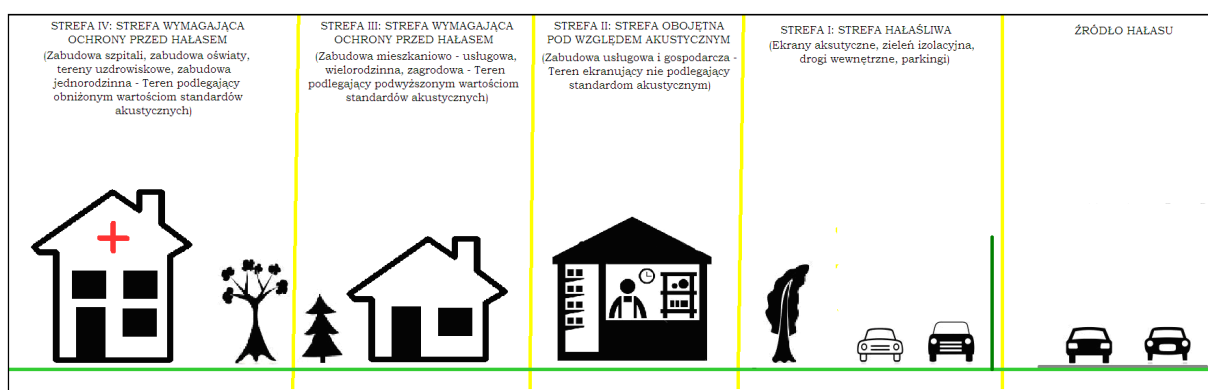 STREFA IV: STREFA WYMAGAJĄCA
OCHRONY PRZED HAŁASEM
(Zabudowa szpitali, zabudowa oświaty,
tereny uzdrowiskowe, zabudowa
jednorodzinna - Teren podlegający
obniżonym wartościom standardów
akustycznych)
STREFA III: STREFA WYMAGAJĄCA
OCHRONY PRZED HAŁASEM
(Zabudowa mieszkaniowo - usługowa,
wielorodzinna, zagrodowa - Teren
podlegający podwyższonym wartościom
standardów akustycznych)
STREFA II: STREFA OBOJĘTNA
POD WZGLĘDEM AKUSTYCZNYM
(Zabudowa usługowa i gospodarcza -
Teren ekranujący nie podlegający
standardom akustycznym)
STREFA I: STREFA HAŁAŚLIWA
(Ekrany aksutyczne, zieleń izolacyjna,
drogi wewnętrzne, parkingi)
ŹRÓDŁO HAŁASU